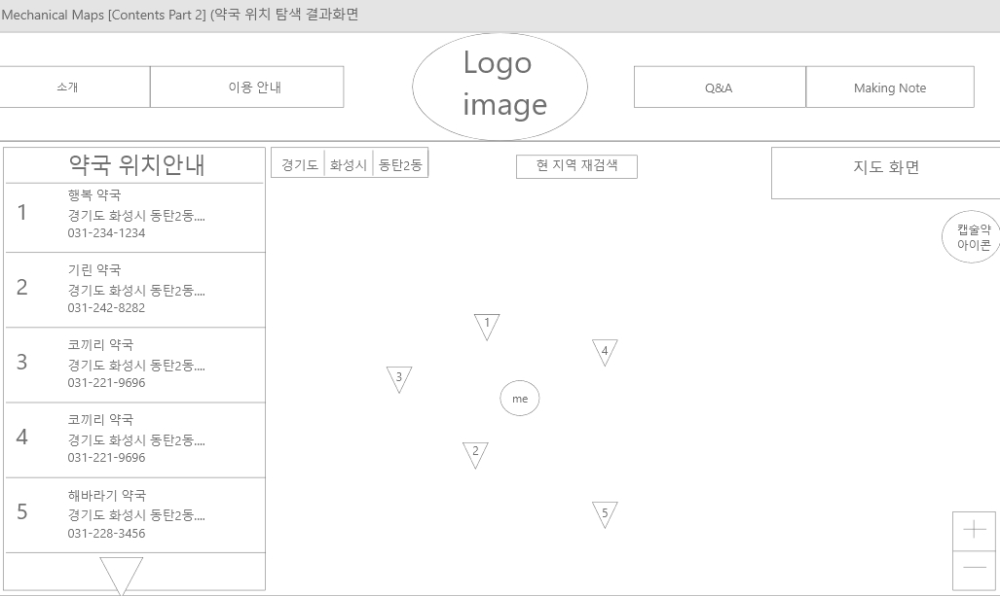 Mechanical Maps [Contents Part 2] (약국 위치 탐색 결과화면
소개
이용 안내
Logo
image
Q&A
Making Note
약국 위치안내
1
행복 약국
경기도 화성시 동탄2동....
031-234-1234
2
기린 약국
경기도 화성시 동탄2동....
031-242-8282
3
코끼리 약국
경기도 화성시 동탄2동....
031-221-9696
4
코끼리 약국
경기도 화성시 동탄2동....
031-221-9696
5
해바라기 약국
경기도 화성시 동탄2동....
031-228-3456
경기도 화성시 동탄2동
현 지역 재검색
지도 화면
캡술약
아이콘
1
4
3
me
2
5